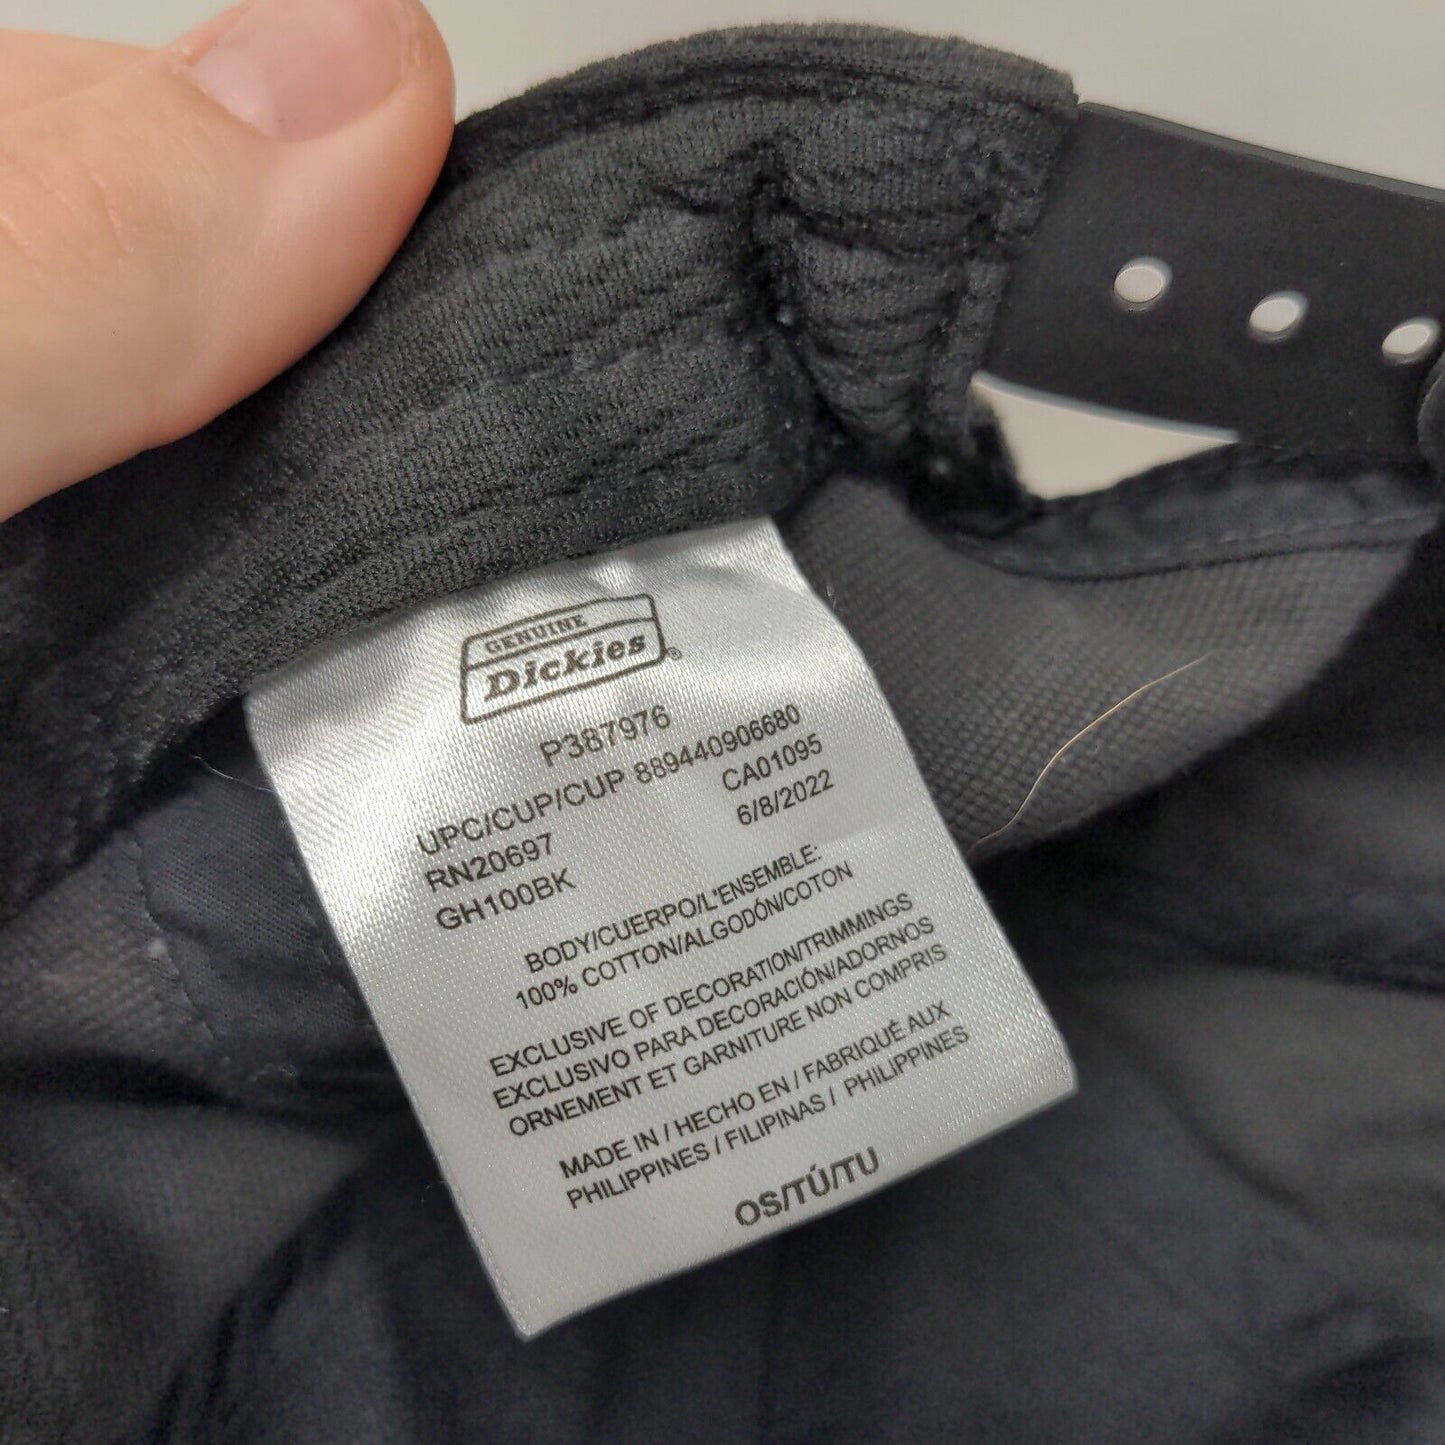 GENUINE
Dickies®
P387976
UPC/CUP/CUP 889440906680
RN20697 CA01095
GH100BK 6/8/2022
BODY/CUERPO/L'ENSEMBLE:
100% COTTON/ALGODÓN/COTON
EXCLUSIVE OF DECORATION/TRIMMINGS
EXCLUSIVO PARA DECORACIÓN/ADORNOS
ORNEMENT ET GARNITURE NON COMPRIS
MADE IN / HECHO EN / FABRIQUÉ AUX
PHILIPPINES / FILIPINAS / PHILIPPINES
OS/TÚ/TU